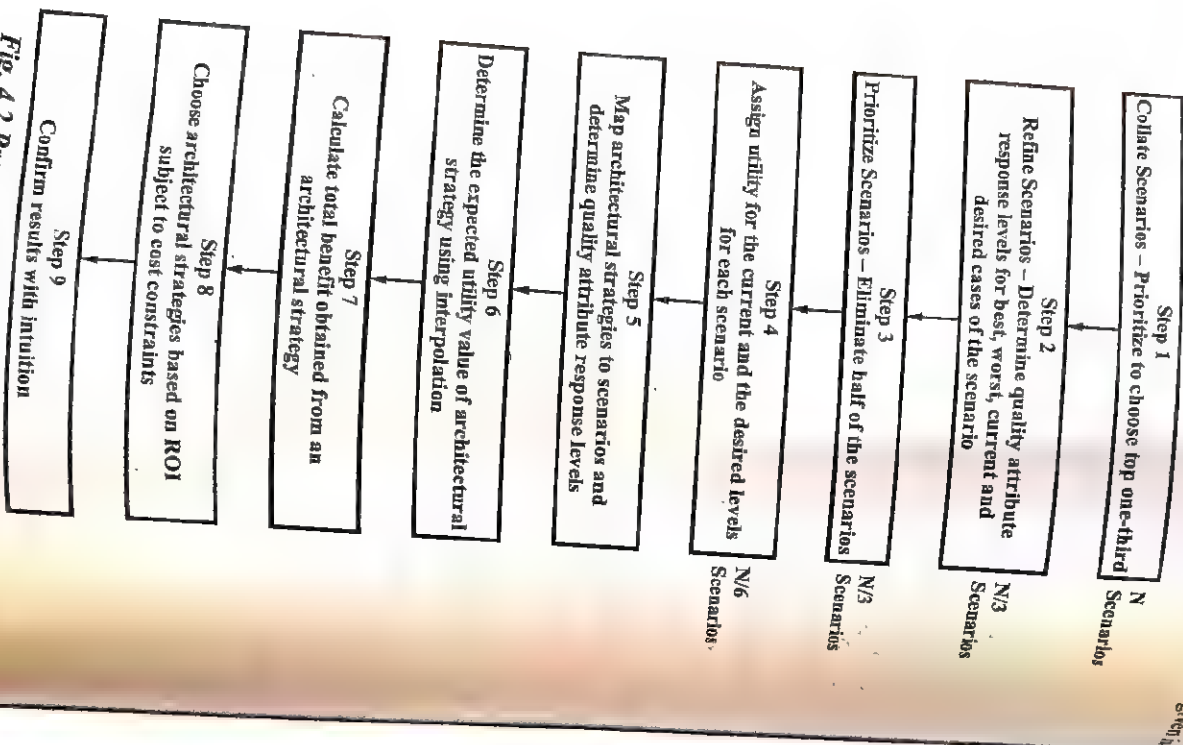 given in
Step 1
Collate Scenarios – Prioritize to choose top one-third
N
Scenarios
Step 2
Refine Scenarios – Determine quality attribute
response levels for best, worst, current and
desired cases of the scenario
N/3
Scenarios
Step 3
Prioritize Scenarios – Eliminate half of the scenarios
N/3
Scenarios
Step 4
Assign utility for the current and the desired levels
for each scenario
N/6
Scenarios
Step 5
Map architectural strategies to scenarios and
determine quality attribute response levels
Step 6
Determine the expected utility value of architectural
strategy using interpolation
Step 7
Calculate total benefit obtained from an
architectural strategy
Step 8
Choose architectural strategies based on ROI
subject to cost constraints
Step 9
Confirm results with intuition
Fig. 4.2